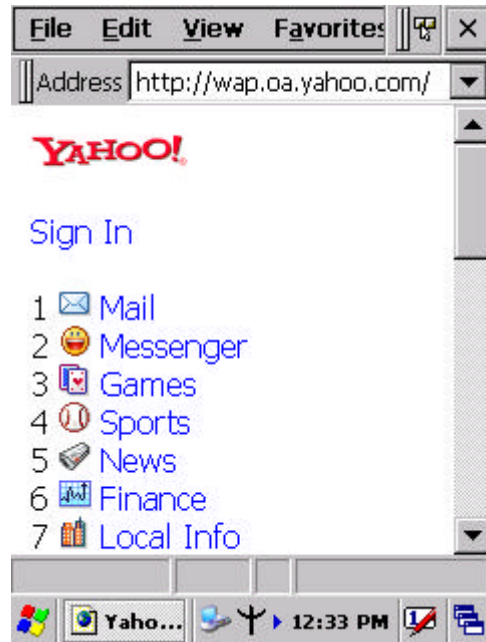 File Edit View Favorites
Address http://wap.oa.yahoo.com/
YAHOO!
Sign In
1 Mail
2 Messenger
3 Games
4 Sports
5 News
6 Finance
7 Local Info
Yaho... 12:33 PM